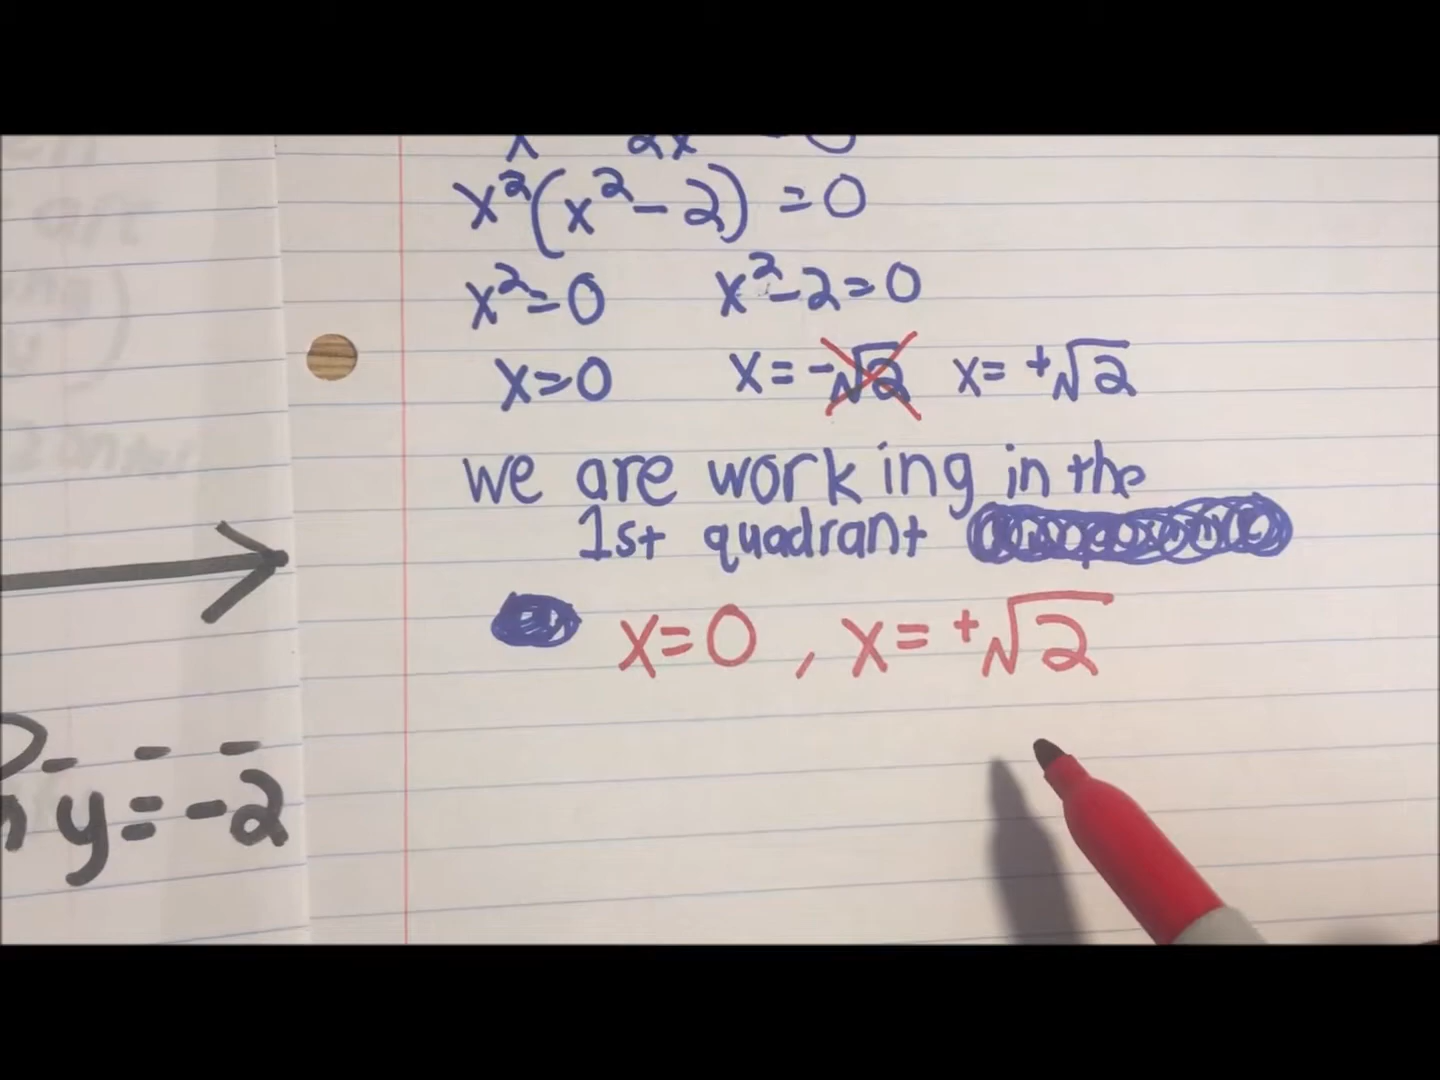 x²(x² - 2) = 0
x² = 0 x² - 2 = 0
x = 0 x = -√2 x = +√2
we are working in the
1st quadrant
x = 0 , x = +√2
y = -2